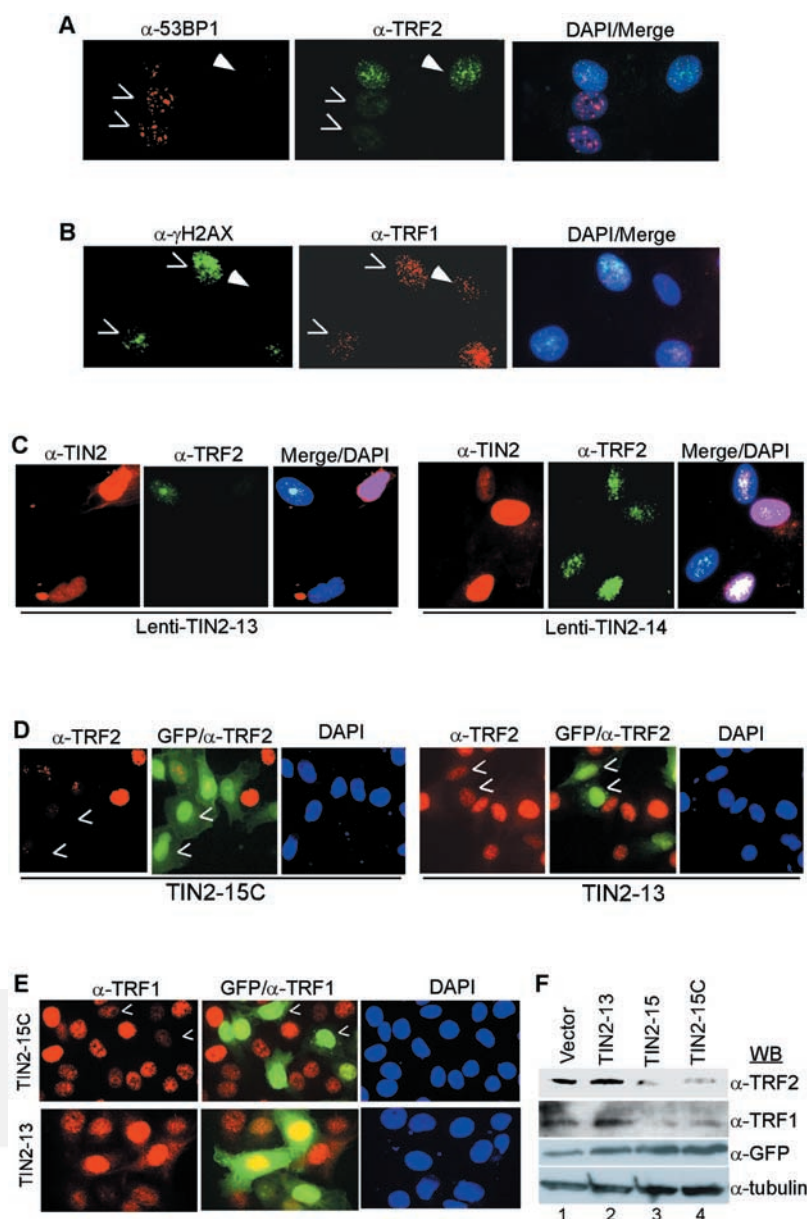 A
α-53BP1 α-TRF2 DAPI/Merge
B
α-γH2AX α-TRF1 DAPI/Merge
C
α-TIN2 α-TRF2 Merge/DAPI
Lenti-TIN2-13
α-TIN2 α-TRF2 Merge/DAPI
Lenti-TIN2-14
D
α-TRF2 GFP/α-TRF2 DAPI
TIN2-15C
α-TRF2 GFP/α-TRF2 DAPI
TIN2-13
E
α-TRF1 GFP/α-TRF1 DAPI
TIN2-15C
TIN2-13
F
Vector TIN2-13 TIN2-15 TIN2-15C WB
α-TRF2
α-TRF1
α-GFP
α-tubulin
1 2 3 4